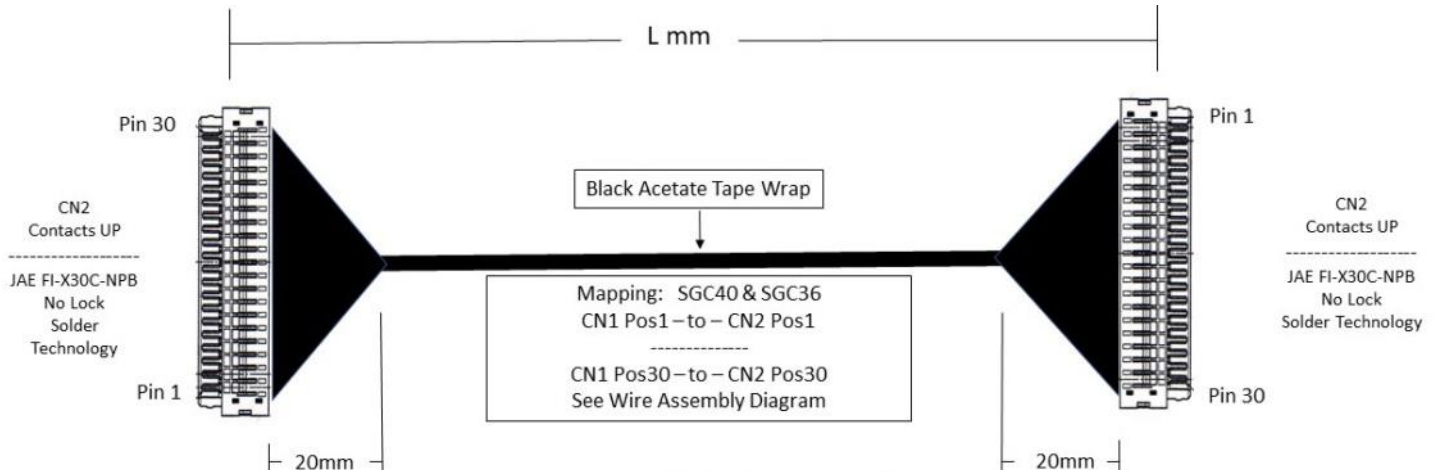 L mm
Pin 30
Pin 1
Black Acetate Tape Wrap
CN2
Contacts UP
--------------------
JAE FI-X30C-NPB
No Lock
Solder
Technology
CN2
Contacts UP
--------------------
JAE FI-X30C-NPB
No Lock
Solder Technology
Mapping: SGC40 & SGC36
CN1 Pos1–to–CN2 Pos1
-------------
CN1 Pos30–to–CN2 Pos30
See Wire Assembly Diagram
Pin 1
Pin 30
20mm
20mm